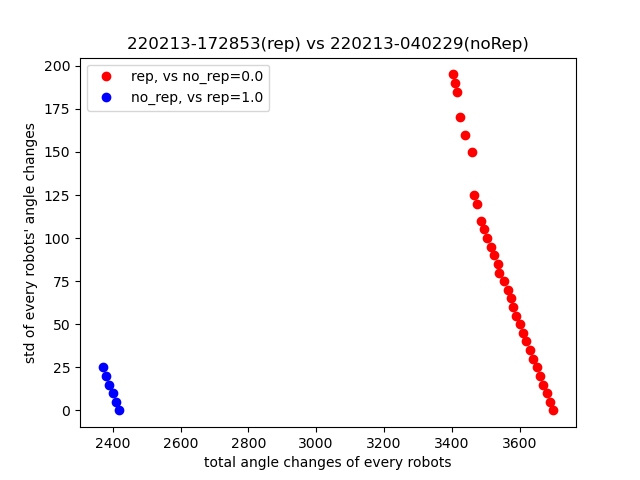 220213-172853(rep) vs 220213-040229(noRep)
rep, vs no_rep=0.0
no_rep, vs rep=1.0
std of every robots' angle changes
200
175
150
125
100
75
50
25
0
2400 2600 2800 3000 3200 3400 3600
total angle changes of every robots